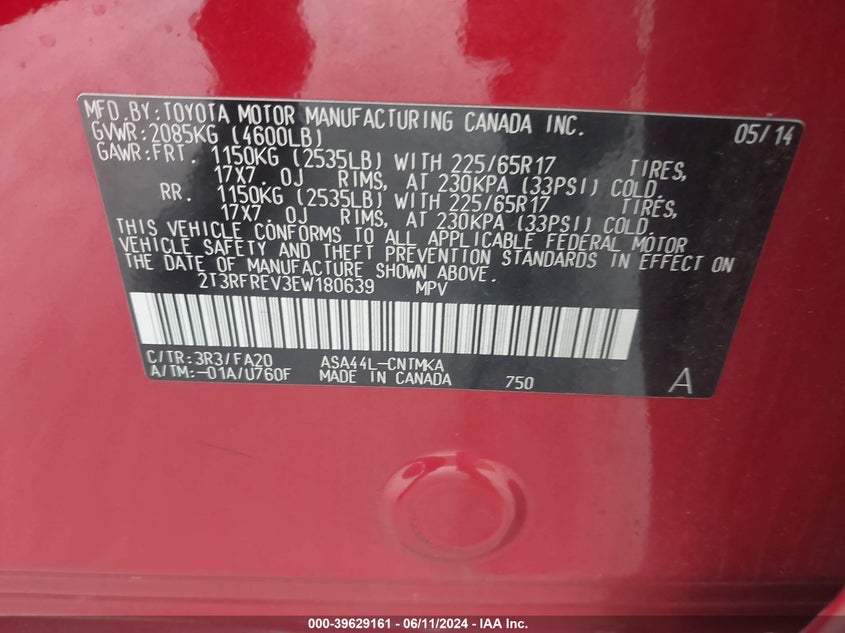 MFD.BY:TOYOTA MOTOR MANUFACTURING CANADA INC. 05/14
GVWR:2085KG (4600LB)
GAWR:FRT. 1150KG (2535LB) WITH 225/65R17 TIRES,
17X7.0J RIMS, AT 230KPA (33PSI) COLD.
RR. 1150KG (2535LB) WITH 225/65R17 TIRES,
17X7.0J RIMS, AT 230KPA (33PSI) COLD.
THIS VEHICLE CONFORMS TO ALL APPLICABLE FEDERAL MOTOR
VEHICLE SAFETY AND THEFT PREVENTION STANDARDS IN EFFECT ON
THE DATE OF MANUFACTURE SHOWN ABOVE.
2T3RFREV3EW180639 MPV
C/TR:3R3/FA20 ASA44L-CNTMKA
A/TM:-01A/U760F MADE IN CANADA 750 A
000-39629161 - 06/11/2024 - IAA Inc.